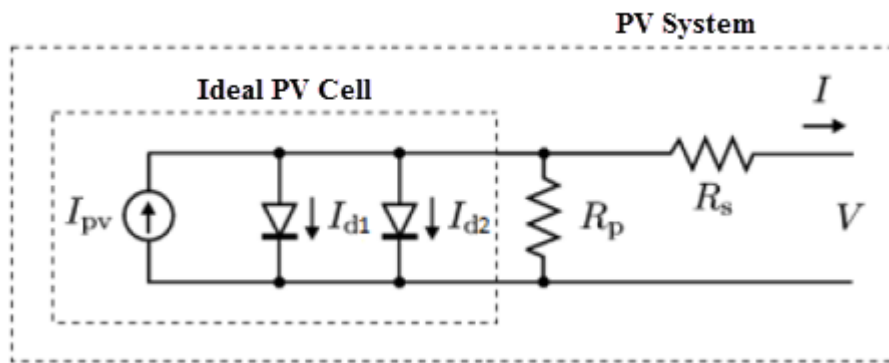 PV System
Ideal PV Cell
I
I_pv
I_d1
I_d2
R_p
R_s
V